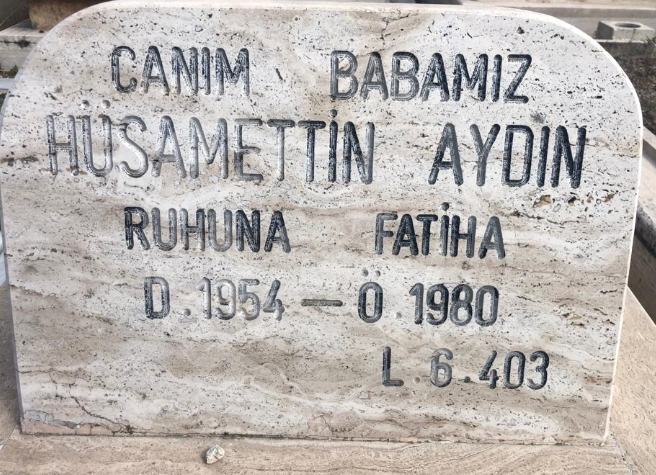 CANIM BABAMIZ
HÜSAMETTİN AYDIN
RUHUNA FATİHA
D.1954 — Ö.1980
L.6.403